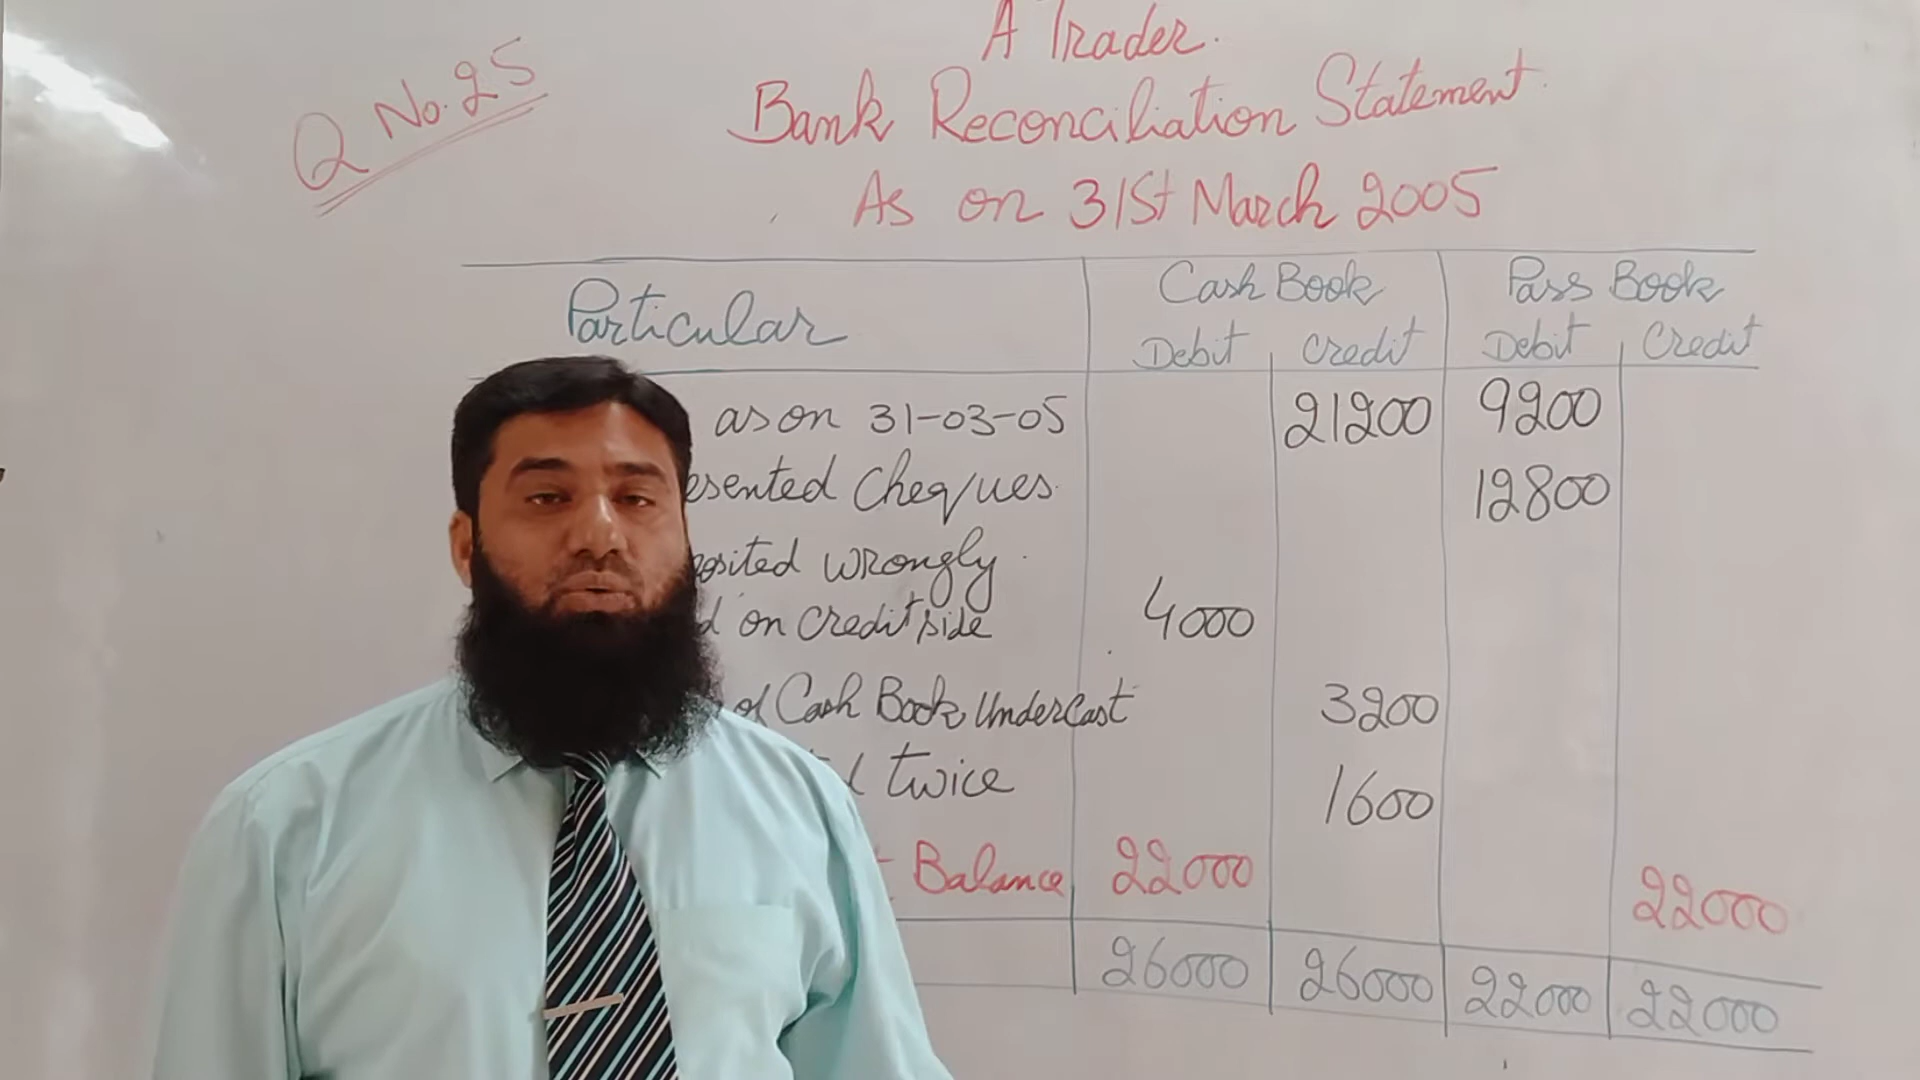 Q No. 25
A Trader.
Bank Reconciliation Statement
As on 31st March 2005
Particular Cash Book Pass Book
Debit Credit Debit Credit
as on 31-03-05 21200 9200
Cheques 12800
wrongly
on credit side 4000
of Cash Book Undercast 3200
twice 1600
Balance 22000 22000
26000 26000 22000 22000